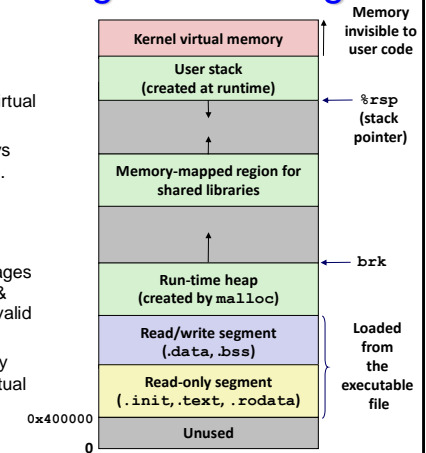 Memory
invisible to
user code
Kernel virtual memory
User stack
(created at runtime)
%rsp
(stack
pointer)
Memory-mapped region for
shared libraries
brk
Run-time heap
(created by malloc)
Read/write segment
(.data, .bss)
Read-only segment
(.init, .text, .rodata)
Loaded
from
the
executable
file
0x400000
Unused
0
&